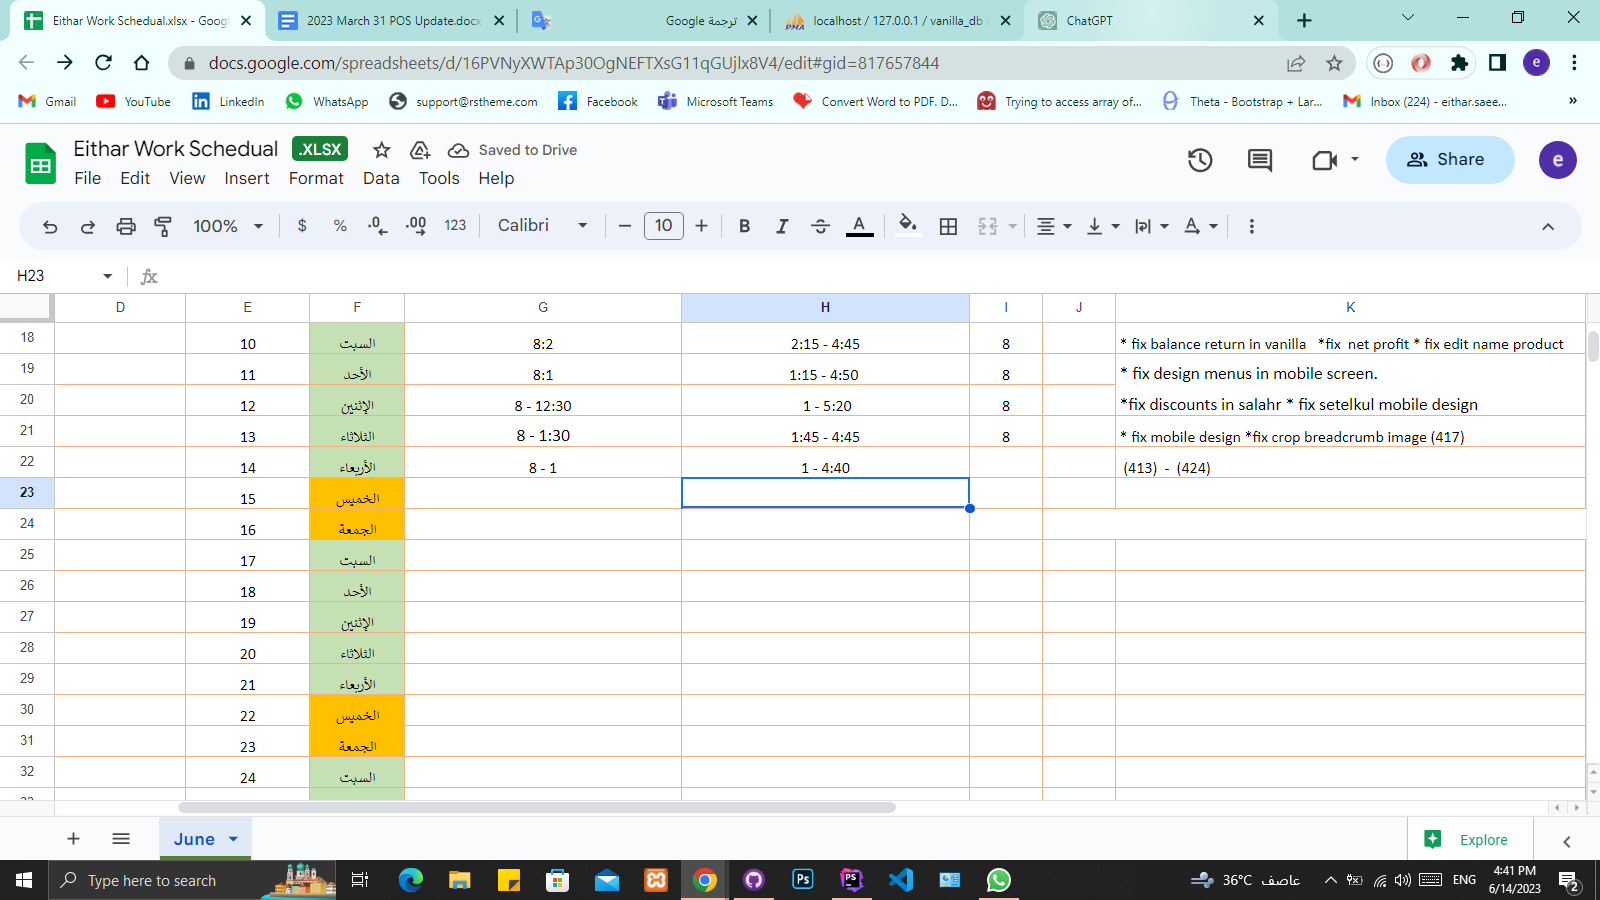 Eithar Work Schedual.xlsx - Goog
2023 March 31 POS Update.docx
ترجمة Google
localhost / 127.0.0.1 / vanilla_db /
ChatGPT
docs.google.com/spreadsheets/d/16PVNyXWTAp30OgNEFTXsG11qGUjlx8V4/edit#gid=817657844
e
Gmail YouTube LinkedIn WhatsApp support@rstheme.com Facebook Microsoft Teams Convert Word to PDF. D... Trying to access array of... Theta - Bootstrap + Lar... Inbox (224) - eithar.saee... »
Eithar Work Schedual .XLSX Saved to Drive
Share
e
File Edit View Insert Format Data Tools Help
100% $ % .0 .00 123 Calibri 10 B I A
H23 fx
D E F G H I J K
18 10 السبت 8:2 2:15 - 4:45 8 * fix balance return in vanilla *fix net profit * fix edit name product
19 11 الأحد 8:1 1:15 - 4:50 8 * fix design menus in mobile screen.
20 12 الإثنين 8 - 12:30 1 - 5:20 8 *fix discounts in salahr * fix setelkul mobile design
21 13 الثلاثاء 8 - 1:30 1:45 - 4:45 8 * fix mobile design *fix crop breadcrumb image (417)
22 14 الأربعاء 8 - 1 1 - 4:40 (413) - (424)
23 15 الخميس
24 16 الجمعة
25 17 السبت
26 18 الأحد
27 19 الإثنين
28 20 الثلاثاء
29 21 الأربعاء
30 22 الخميس
31 23 الجمعة
32 24 السبت
June
Explore
Type here to search
Ps
PS
36°C عاصف
ENG
4:41 PM
6/14/2023
2